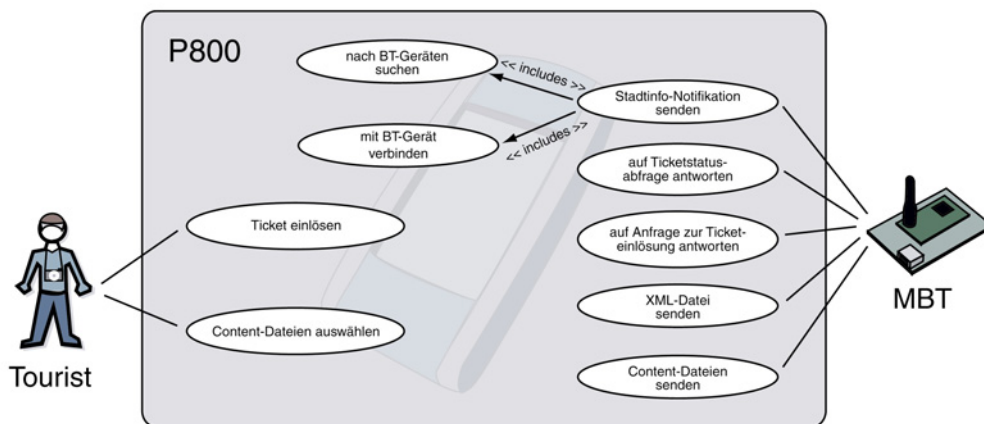 P800
nach BT-Geräten
suchen
<< includes >>
Stadtinfo-Notifikation
senden
mit BT-Gerät
verbinden
<< includes >>
auf Ticketstatus-
abfrage antworten
Ticket einlösen
auf Anfrage zur Ticket-
einlösung antworten
XML-Datei
senden
Content-Dateien auswählen
Content-Dateien
senden
Tourist
MBT